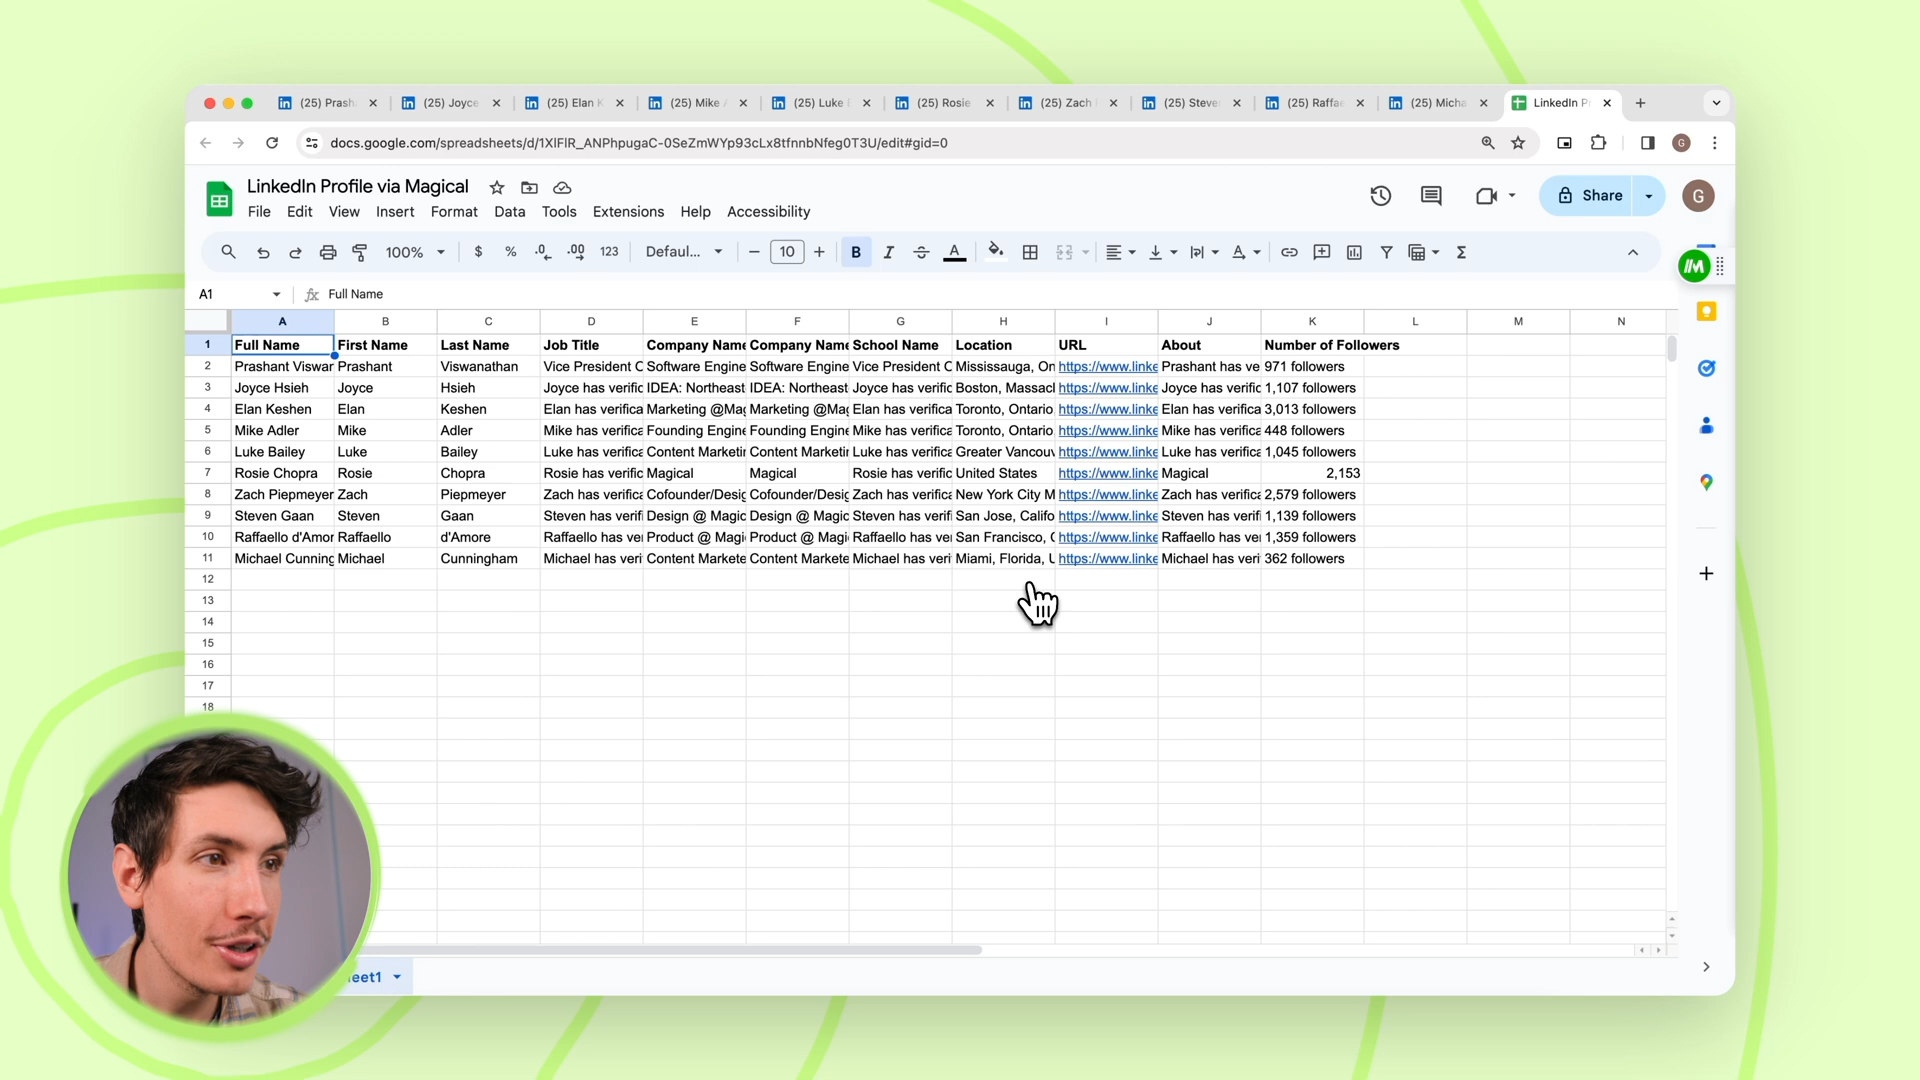 (25) Prash (25) Joyce (25) Elan K (25) Mike A (25) Luke (25) Rosie (25) Zach (25) Steve (25) Raffae (25) Micha LinkedIn P
docs.google.com/spreadsheets/d/1XlFlR_ANPhpugaC-0SeZmWYp93cLx8tfnnbNfeg0T3U/edit#gid=0
LinkedIn Profile via Magical
File Edit View Insert Format Data Tools Extensions Help Accessibility
Share G
100% $ % .0 .00 123 Defaul... 10 B I A Σ
A1 fx Full Name
A B C D E F G H I J K L M N
1 Full Name First Name Last Name Job Title Company Name Company Name School Name Location URL About Number of Followers
2 Prashant Viswar Prashant Viswanathan Vice President C Software Engine Software Engine Vice President C Mississauga, On https://www.linke Prashant has ve 971 followers
3 Joyce Hsieh Joyce Hsieh Joyce has verific IDEA: Northeast IDEA: Northeast Joyce has verific Boston, Massacl https://www.linke Joyce has verific 1,107 followers
4 Elan Keshen Elan Keshen Elan has verifica Marketing @Mag Marketing @Mag Elan has verifica Toronto, Ontario, https://www.linke Elan has verifica 3,013 followers
5 Mike Adler Mike Adler Mike has verifica Founding Engine Founding Engine Mike has verifica Toronto, Ontario, https://www.linke Mike has verifica 448 followers
6 Luke Bailey Luke Bailey Luke has verifica Content Marketin Content Marketin Luke has verifica Greater Vancouv https://www.linke Luke has verifica 1,045 followers
7 Rosie Chopra Rosie Chopra Rosie has verific Magical Magical Rosie has verific United States https://www.linke Magical 2,153
8 Zach Piepmeyer Zach Piepmeyer Zach has verifica Cofounder/Desig Cofounder/Desig Zach has verifica New York City M https://www.linke Zach has verifica 2,579 followers
9 Steven Gaan Steven Gaan Steven has verifi Design @ Magic Design @ Magic Steven has verifi San Jose, Califo https://www.linke Steven has verifi 1,139 followers
10 Raffaello d'Amor Raffaello d'Amore Raffaello has ver Product @ Magi Product @ Magi Raffaello has ver San Francisco, C https://www.linke Raffaello has ver 1,359 followers
11 Michael Cunning Michael Cunningham Michael has veri Content Markete Content Markete Michael has veri Miami, Florida, U https://www.linke Michael has veri 362 followers
12
13
14
15
16
17
18
eet1